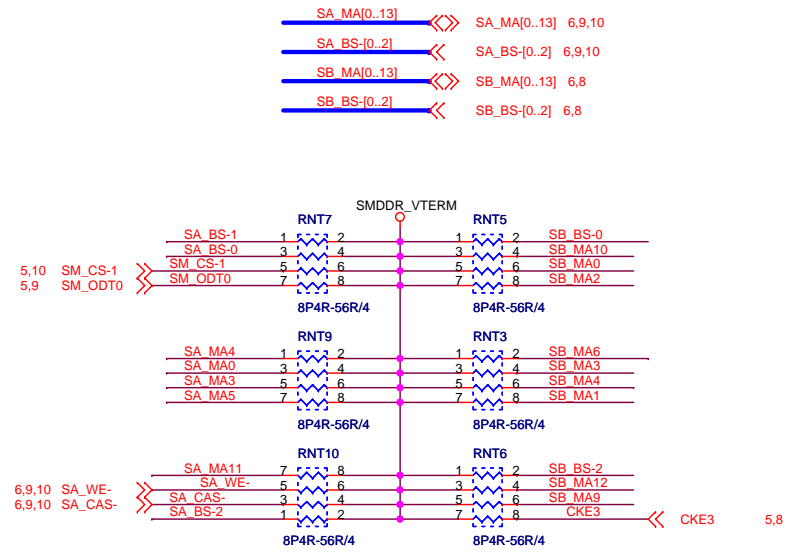 SA_MA[0..13] SA_MA[0..13] 6,9,10
SA_BS-[0..2] SA_BS-[0..2] 6,9,10
SB_MA[0..13] SB_MA[0..13] 6,8
SB_BS-[0..2] SB_BS-[0..2] 6,8
SMDDR_VTERM
RNT7 RNT5
SA_BS-1 1 2 1 2 SB_BS-0
SA_BS-0 3 4 3 4 SB_MA10
5,10 SM_CS-1 SM_CS-1 5 6 5 6 SB_MA0
5,9 SM_ODT0 SM_ODT0 7 8 7 8 SB_MA2
8P4R-56R/4 8P4R-56R/4
RNT9 RNT3
SA_MA4 1 2 1 2 SB_MA6
SA_MA0 3 4 3 4 SB_MA3
SA_MA3 5 6 5 6 SB_MA4
SA_MA5 7 8 7 8 SB_MA1
8P4R-56R/4 8P4R-56R/4
RNT10 RNT6
SA_MA11 7 8 1 2 SB_BS-2
6,9,10 SA_WE- SA_WE- 5 6 3 4 SB_MA12
6,9,10 SA_CAS- SA_CAS- 3 4 5 6 SB_MA9
SA_BS-2 1 2 7 8 CKE3 CKE3 5,8
8P4R-56R/4 8P4R-56R/4